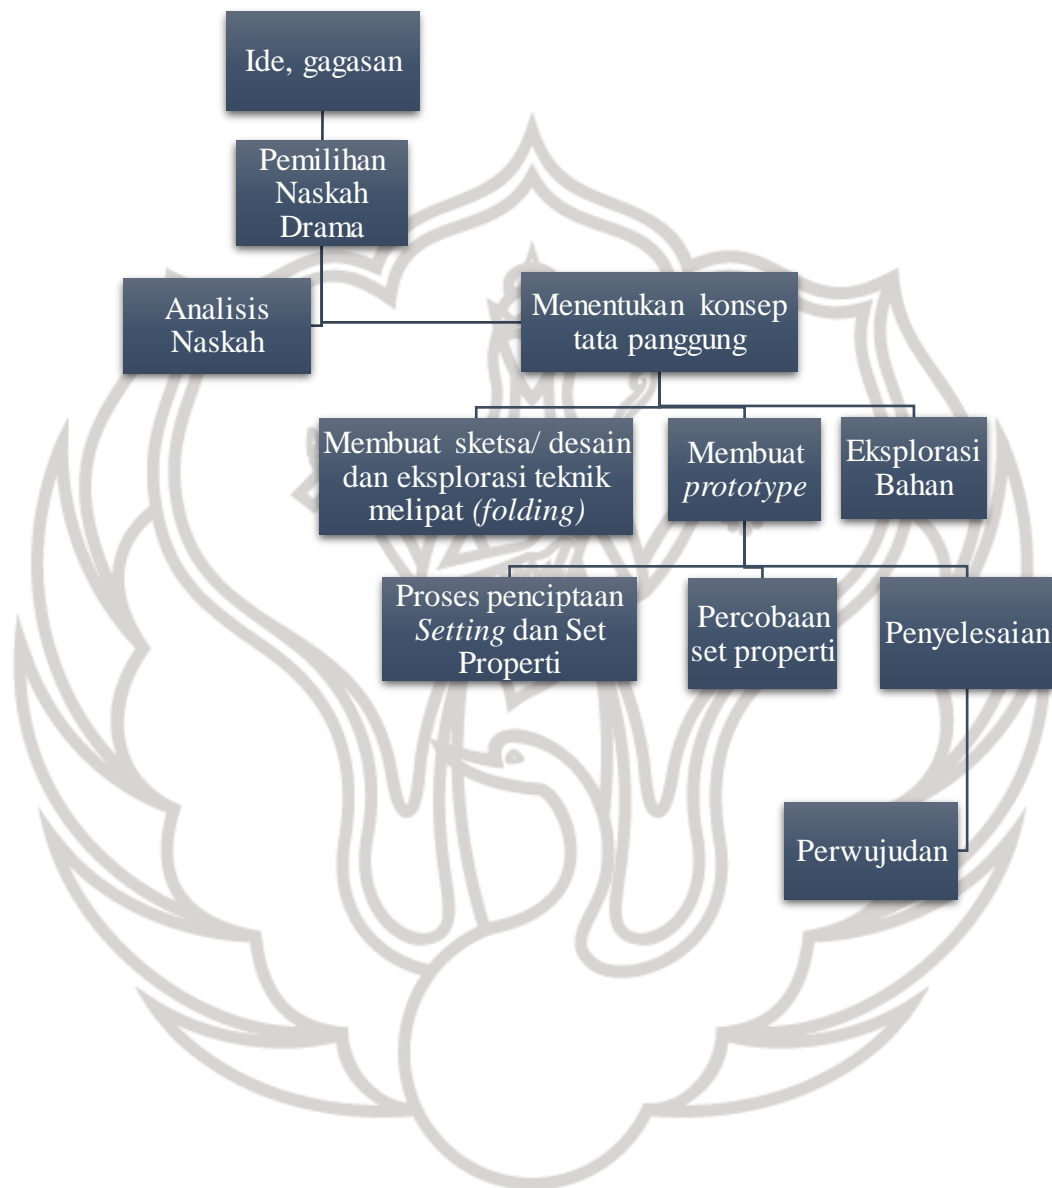 Ide, gagasan
Pemilihan
Naskah
Drama
Analisis
Naskah
Menentukan konsep
tata panggung
Membuat sketsa/ desain
dan eksplorasi teknik
melipat (folding)
Membuat
prototype
Eksplorasi
Bahan
Proses penciptaan
Setting dan Set
Properti
Percobaan
set properti
Penyelesaian
Perwujudan